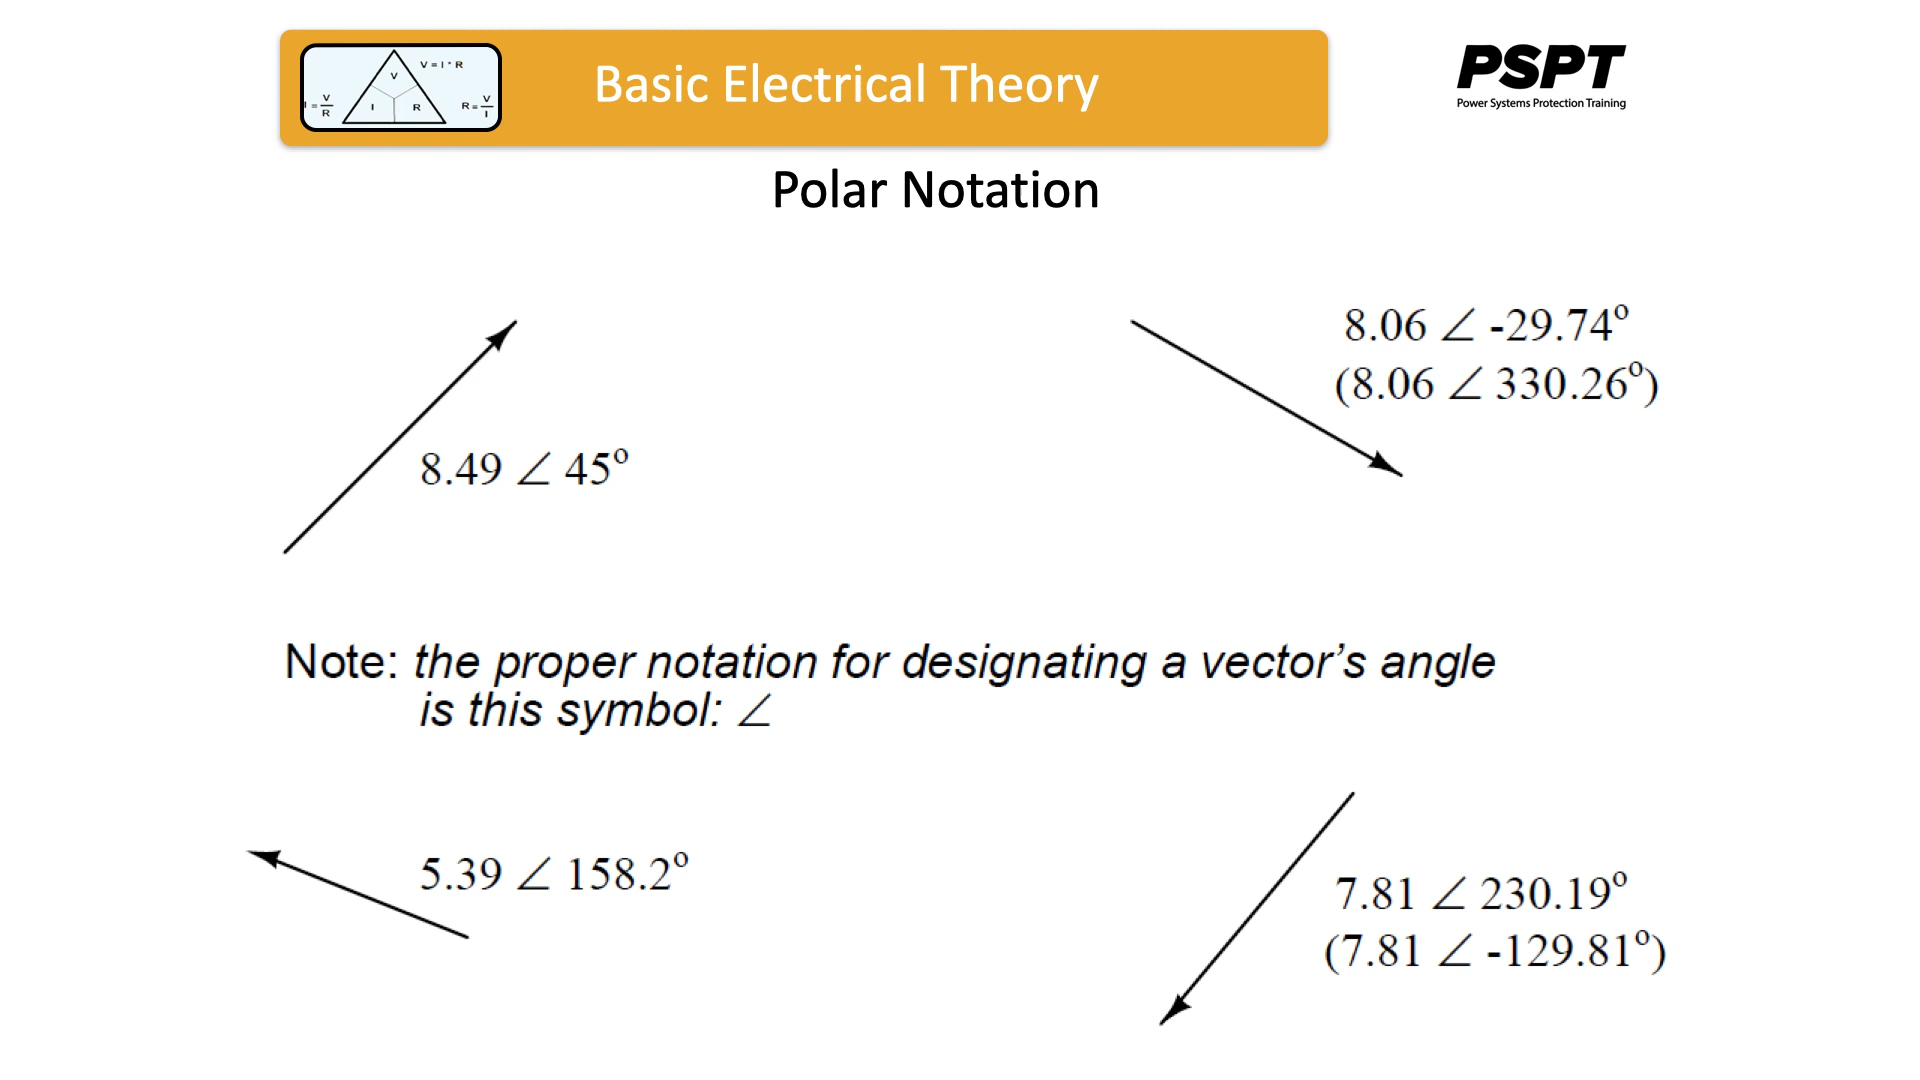 V = I * R
V
I = V/R
I
R
R = V/I
Basic Electrical Theory
PSPT
Power Systems Protection Training
Polar Notation
8.06 ∠ -29.74°
(8.06 ∠ 330.26°)
8.49 ∠ 45°
Note: the proper notation for designating a vector’s angle
is this symbol: ∠
5.39 ∠ 158.2°
7.81 ∠ 230.19°
(7.81 ∠ -129.81°)